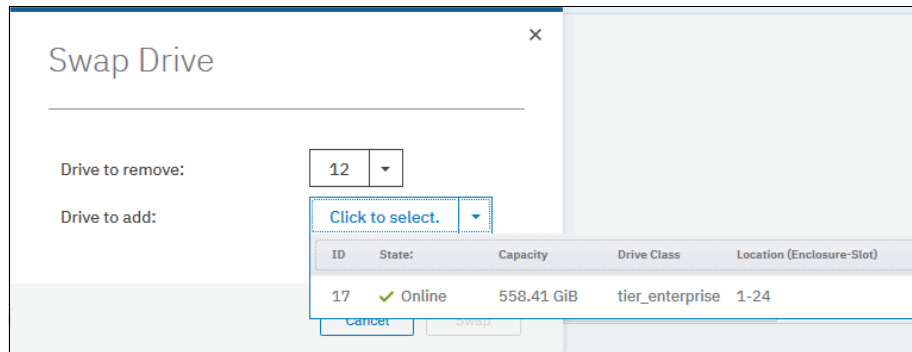 Swap Drive
Drive to remove: 12
Drive to add: Click to select.
ID State: Capacity Drive Class Location (Enclosure-Slot)
17 Online 558.41 GiB tier_enterprise 1-24
Cancel Swap